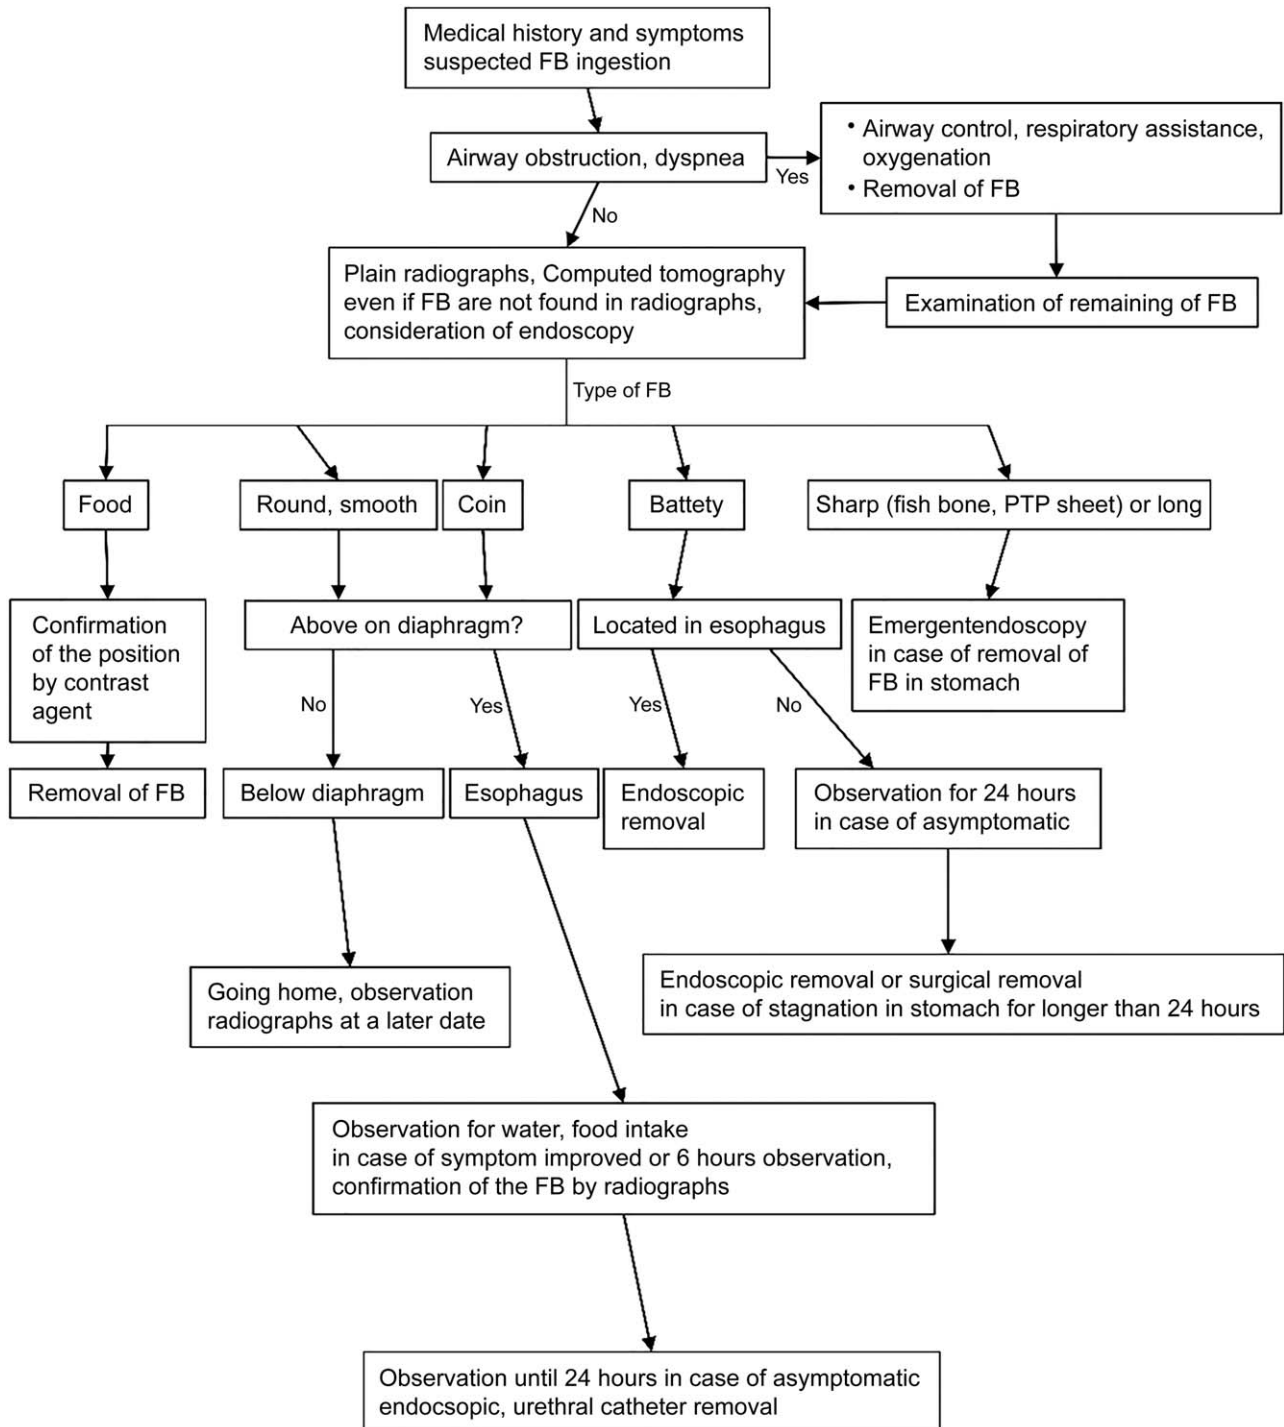 Medical history and symptoms
suspected FB ingestion
Airway obstruction, dyspnea
Yes
• Airway control, respiratory assistance,
oxygenation
• Removal of FB
No
Plain radiographs, Computed tomography
even if FB are not found in radiographs,
consideration of endoscopy
Examination of remaining of FB
Type of FB
Food
Round, smooth
Coin
Battety
Sharp (fish bone, PTP sheet) or long
Confirmation
of the position
by contrast
agent
Above on diaphragm?
Located in esophagus
Emergentendoscopy
in case of removal of
FB in stomach
No
Yes
Yes
No
Removal of FB
Below diaphragm
Esophagus
Endoscopic
removal
Observation for 24 hours
in case of asymptomatic
Going home, observation
radiographs at a later date
Endoscopic removal or surgical removal
in case of stagnation in stomach for longer than 24 hours
Observation for water, food intake
in case of symptom improved or 6 hours observation,
confirmation of the FB by radiographs
Observation until 24 hours in case of asymptomatic
endocsopic, urethral catheter removal